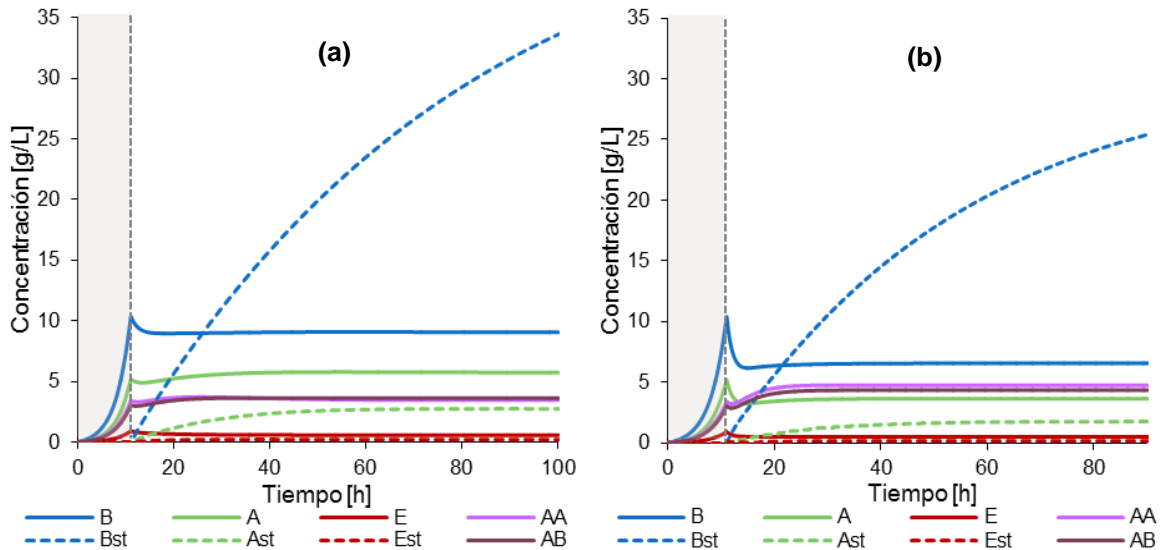 (a)
Concentración [g/L]
35
30
25
20
15
10
5
0
0 20 40 60 80 100
Tiempo [h]
B A E AA
Bst Ast Est AB
(b)
Concentración [g/L]
35
30
25
20
15
10
5
0
0 20 40 60 80
Tiempo [h]
B A E AA
Bst Ast Est AB